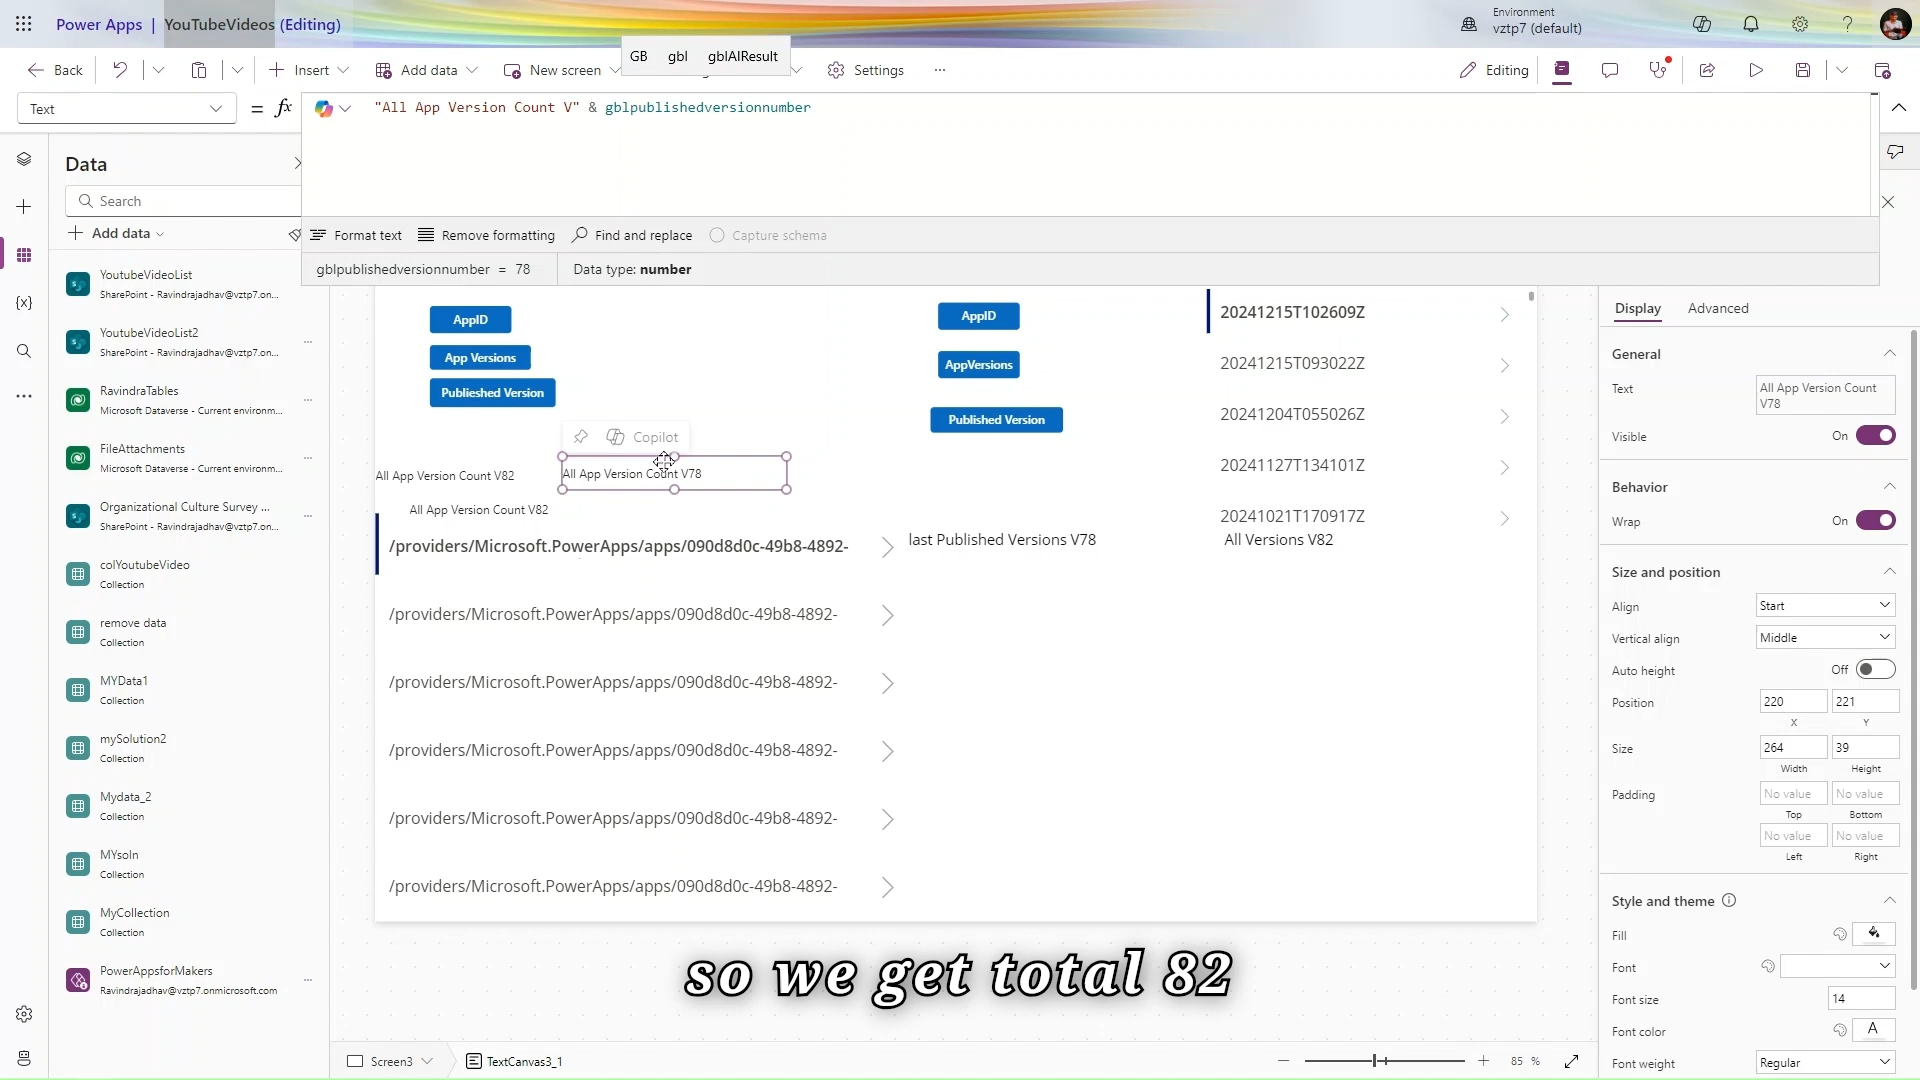 Power Apps | YouTubeVideos (Editing)
Environment
vztp7 (default)
GB gbl gblAIResult
Back
Insert
Add data
New screen
Settings
Editing
Text
= fx
"All App Version Count V" & gblpublishedversionnumber
Format text
Remove formatting
Find and replace
Capture schema
gblpublishedversionnumber = 78
Data type: number
Data
Search
Add data
YoutubeVideoList
SharePoint - Ravindrajadhav@vztp7.on...
YoutubeVideoList2
SharePoint - Ravindrajadhav@vztp7.on...
RavindraTables
Microsoft Dataverse - Current environm...
FileAttachments
Microsoft Dataverse - Current environm...
Organizational Culture Survey ...
SharePoint - Ravindrajadhav@vztp7.on...
colYoutubeVideo
Collection
remove data
Collection
MYData1
Collection
mySolution2
Collection
Mydata_2
Collection
MYsoln
Collection
MyCollection
Collection
PowerAppsforMakers
Ravindrajadhav@vztp7.onmicrosoft.com
AppID
App Versions
Publieshed Version
Copilot
All App Version Count V82
All App Version Count V78
All App Version Count V82
/providers/Microsoft.PowerApps/apps/090d8d0c-49b8-4892-
/providers/Microsoft.PowerApps/apps/090d8d0c-49b8-4892-
/providers/Microsoft.PowerApps/apps/090d8d0c-49b8-4892-
/providers/Microsoft.PowerApps/apps/090d8d0c-49b8-4892-
/providers/Microsoft.PowerApps/apps/090d8d0c-49b8-4892-
/providers/Microsoft.PowerApps/apps/090d8d0c-49b8-4892-
AppID
AppVersions
Published Version
last Published Versions V78
20241215T102609Z
20241215T093022Z
20241204T055026Z
20241127T134101Z
20241021T170917Z
All Versions V82
Display
Advanced
General
Text
All App Version Count
V78
Visible
On
Behavior
Wrap
On
Size and position
Align
Start
Vertical align
Middle
Auto height
Off
Position
220
221
X
Y
Size
264
39
Width
Height
Padding
No value
No value
Top
Bottom
No value
No value
Left
Right
Style and theme
Fill
Font
Font size
14
Font color
A
Font weight
Regular
so we get total 82
Screen3
TextCanvas3_1
85 %